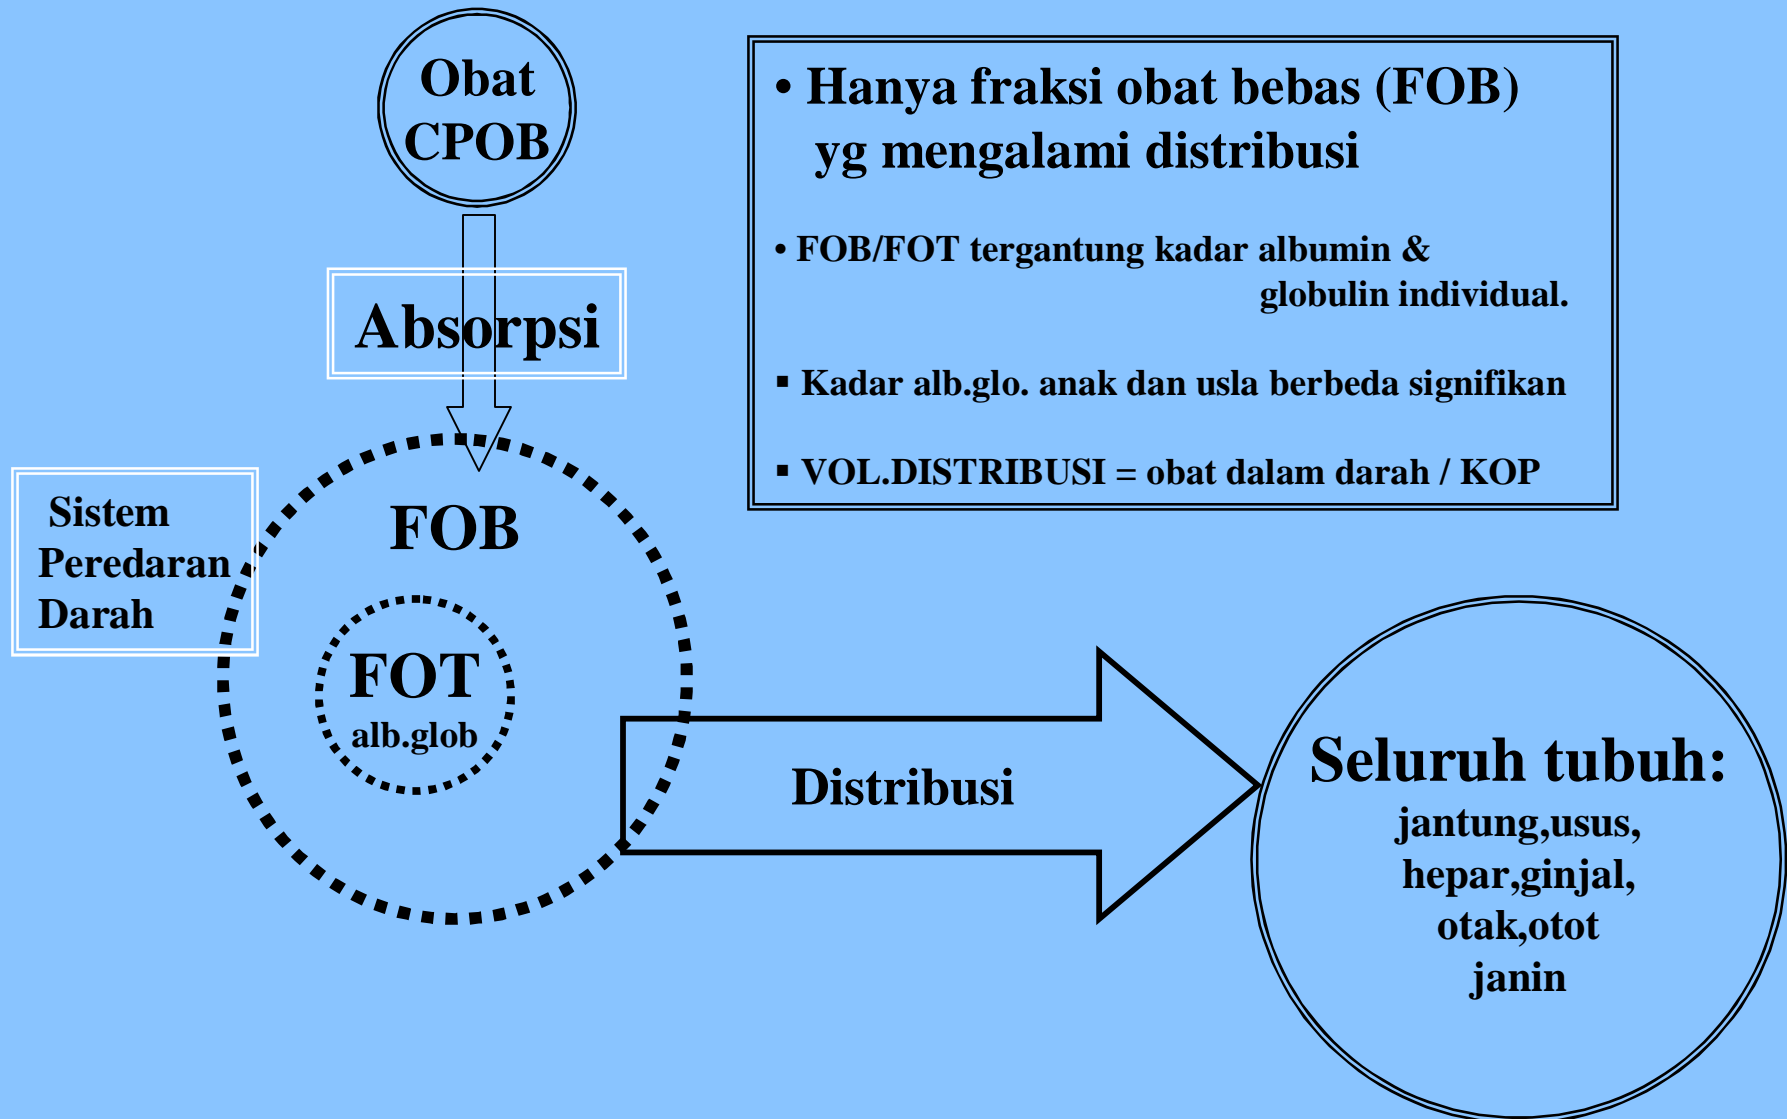 Obat
CPOB
Absorpsi
• Hanya fraksi obat bebas (FOB)
yg mengalami distribusi
• FOB/FOT tergantung kadar albumin &
globulin individual.
▪ Kadar alb.glo. anak dan usla berbeda signifikan
▪ VOL.DISTRIBUSI = obat dalam darah / KOP
Sistem
Peredaran
Darah
FOB
FOT
alb.glob
Distribusi
Seluruh tubuh:
jantung,usus,
hepar,ginjal,
otak,otot
janin